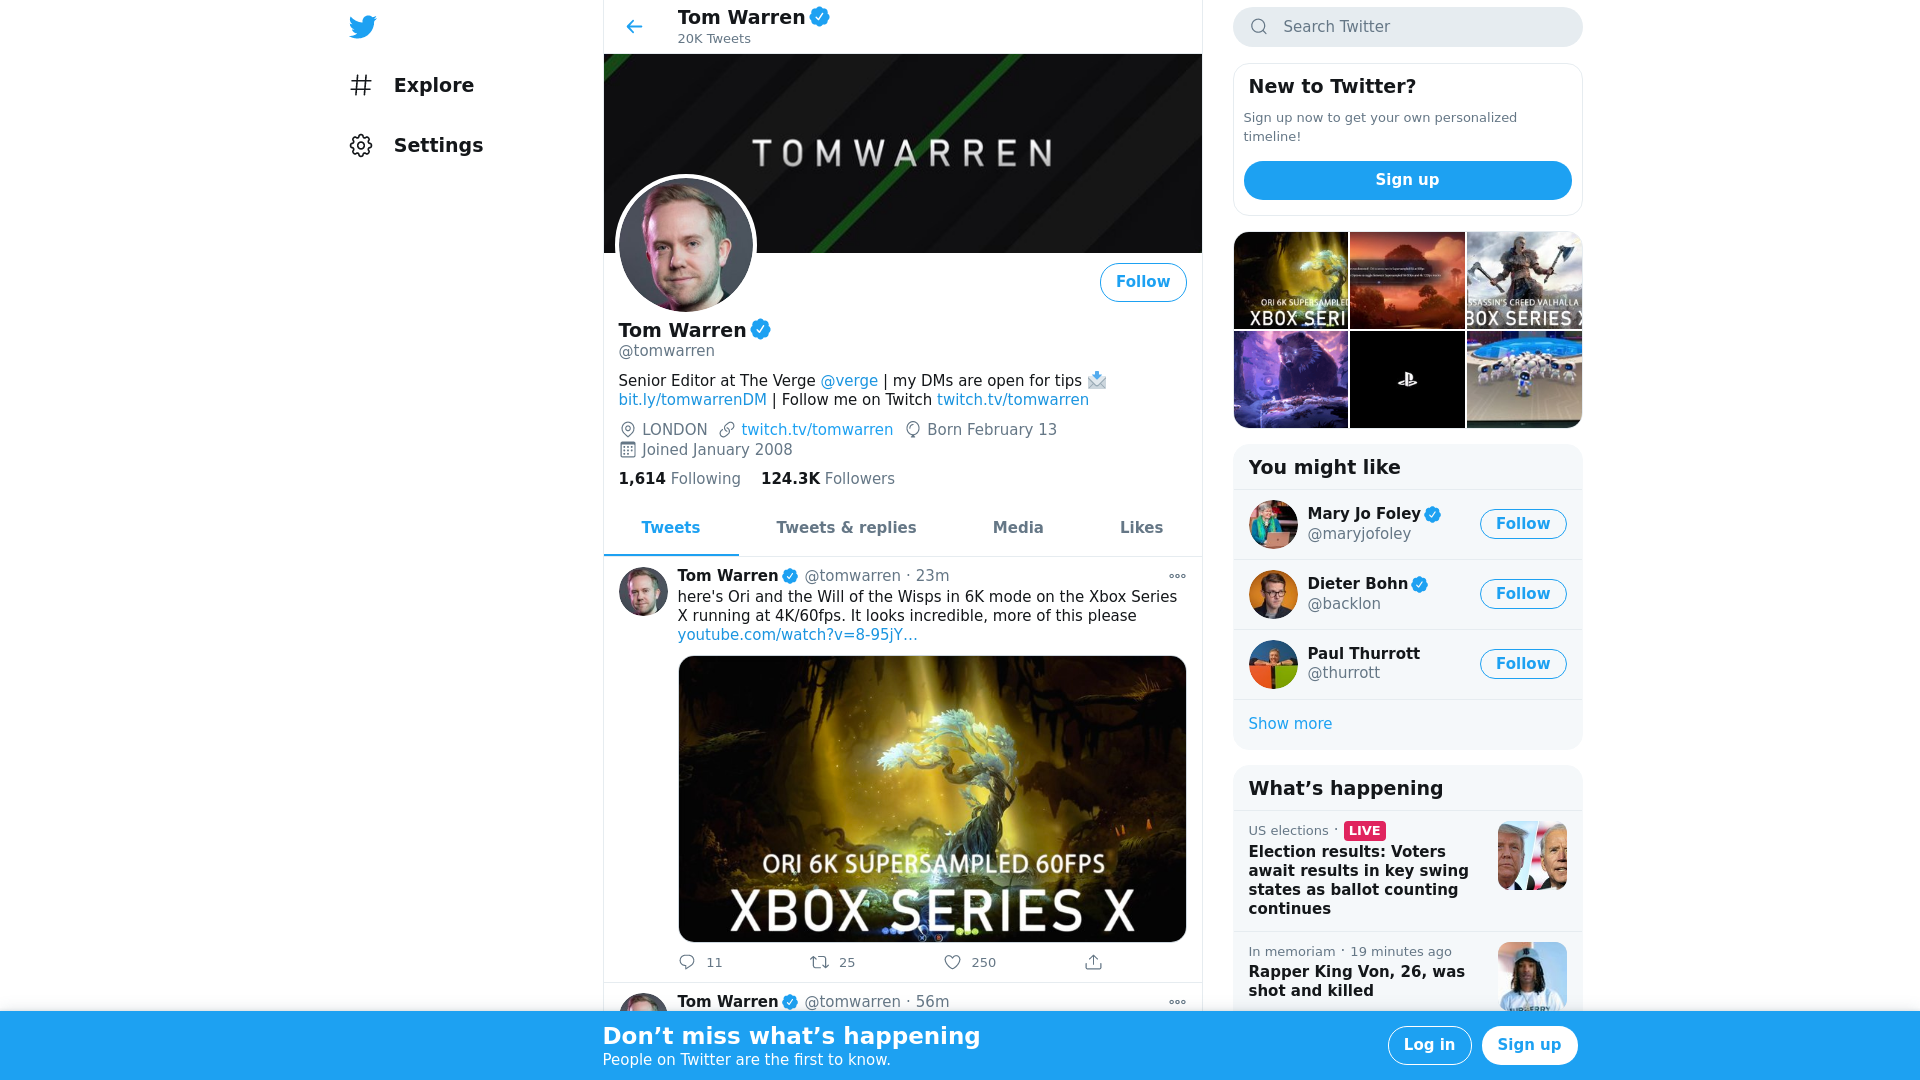 Tom Warren
20K Tweets
Explore
Settings
TOMWARREN
Follow
Tom Warren
@tomwarren
Senior Editor at The Verge @verge | my DMs are open for tips
bit.ly/tomwarrenDM | Follow me on Twitch twitch.tv/tomwarren
LONDON twitch.tv/tomwarren Born February 13
Joined January 2008
1,614 Following 124.3K Followers
Tweets Tweets & replies Media Likes
Tom Warren @tomwarren · 23m
here's Ori and the Will of the Wisps in 6K mode on the Xbox Series
X running at 4K/60fps. It looks incredible, more of this please
youtube.com/watch?v=8-95jY…
ORI 6K SUPERSAMPLED 60FPS
XBOX SERIES X
11 25 250
Tom Warren @tomwarren · 56m
Search Twitter
New to Twitter?
Sign up now to get your own personalized
timeline!
Sign up
ORI 6K SUPERSAMPLED
XBOX SERI
SSASSIN'S CREED VALHALLA
BOX SERIES X
You might like
Mary Jo Foley
@maryjofoley
Follow
Dieter Bohn
@backlon
Follow
Paul Thurrott
@thurrott
Follow
Show more
What’s happening
US elections · LIVE
Election results: Voters
await results in key swing
states as ballot counting
continues
In memoriam · 19 minutes ago
Rapper King Von, 26, was
shot and killed
Don’t miss what’s happening
People on Twitter are the first to know.
Log in
Sign up